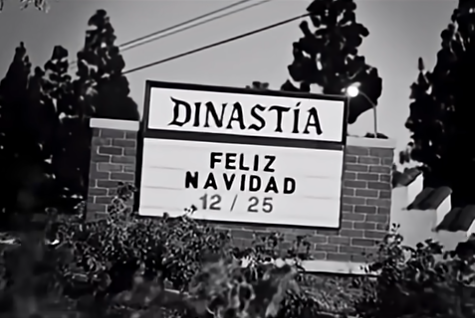 DINASTÍA
FELIZ
NAVIDAD
12 / 25